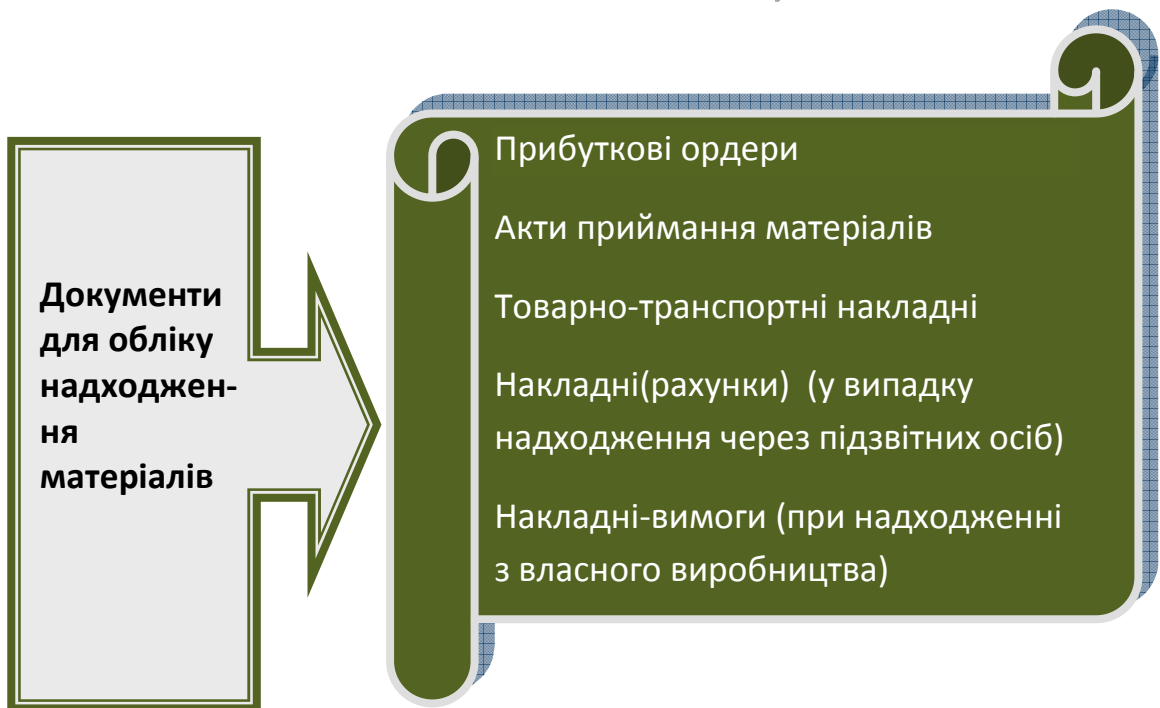 Документи
для обліку
надходжен-
ня
матеріалів
Прибуткові ордери
Акти приймання матеріалів
Товарно-транспортні накладні
Накладні(рахунки) (у випадку
надходження через підзвітних осіб)
Накладні-вимоги (при надходженні
з власного виробництва)